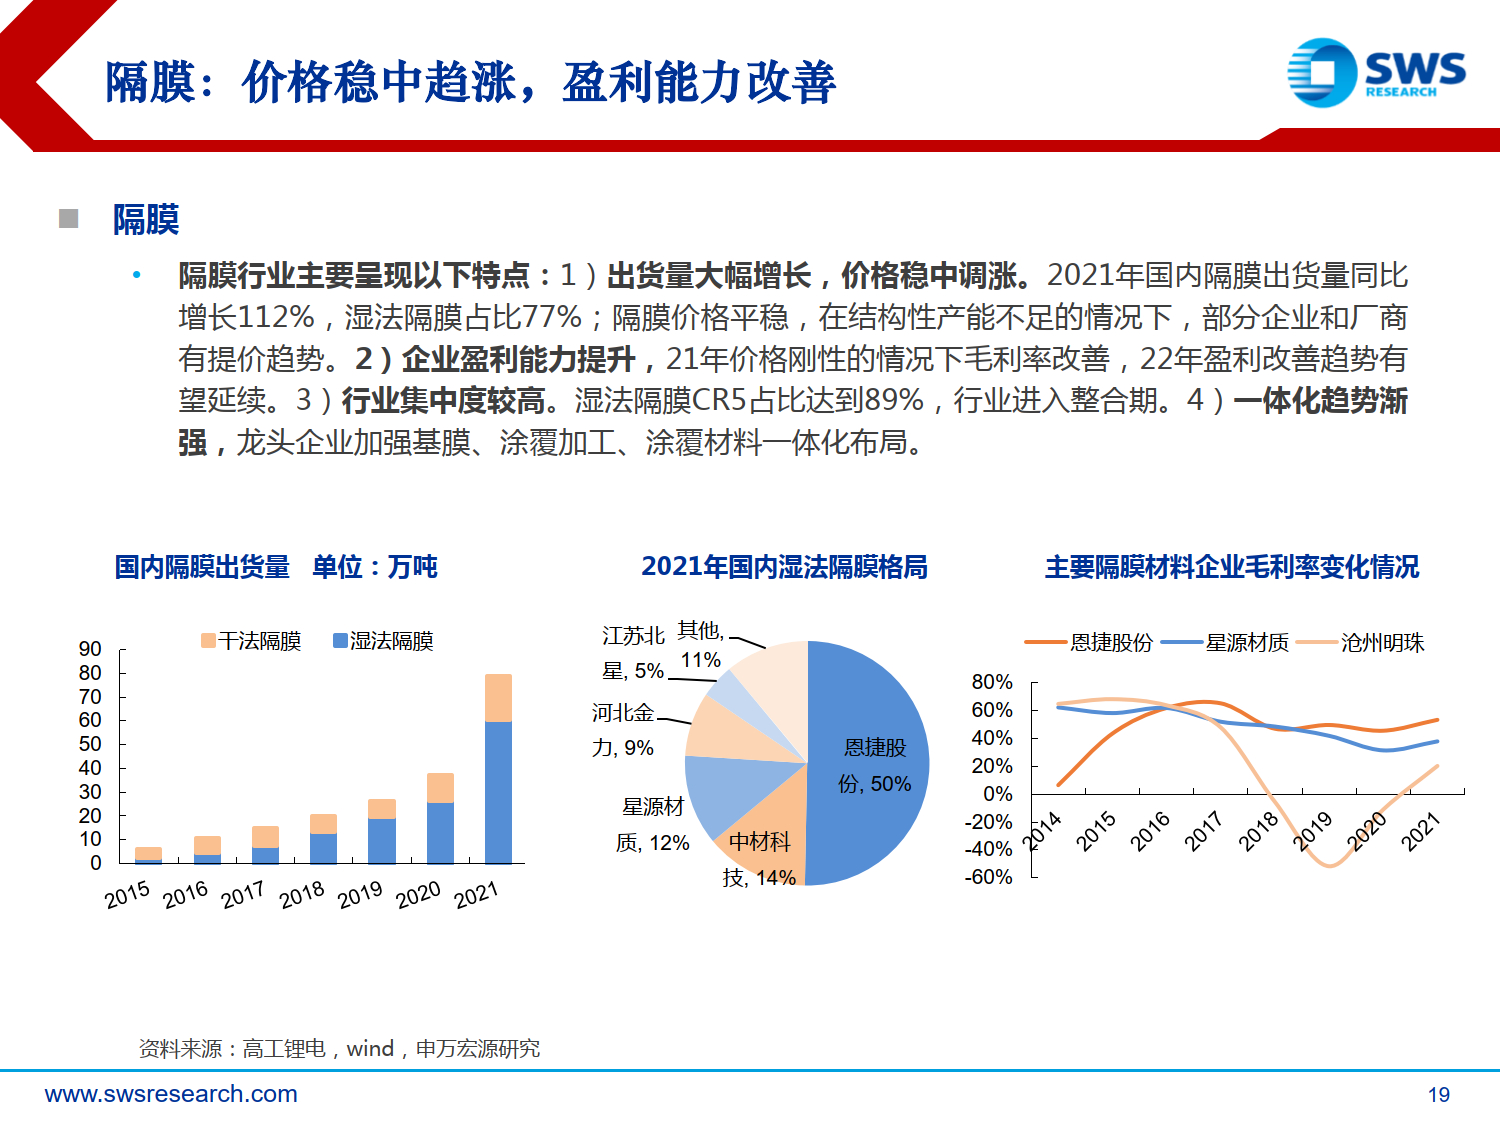 隔膜：价格稳中趋涨，盈利能力改善
SWS
RESEARCH
隔膜
隔膜行业主要呈现以下特点：1）出货量大幅增长，价格稳中调涨。2021年国内隔膜出货量同比
增长112%，湿法隔膜占比77%；隔膜价格平稳，在结构性产能不足的情况下，部分企业和厂商
有提价趋势。2）企业盈利能力提升，21年价格刚性的情况下毛利率改善，22年盈利改善趋势有
望延续。3）行业集中度较高。湿法隔膜CR5占比达到89%，行业进入整合期。4）一体化趋势渐
强，龙头企业加强基膜、涂覆加工、涂覆材料一体化布局。
国内隔膜出货量 单位：万吨
干法隔膜 湿法隔膜
90
80
70
60
50
40
30
20
10
0
2015 2016 2017 2018 2019 2020 2021
2021年国内湿法隔膜格局
江苏北
星, 5%
其他,
11%
河北金
力, 9%
恩捷股
份, 50%
星源材
质, 12%
中材科
技, 14%
主要隔膜材料企业毛利率变化情况
恩捷股份 星源材质 沧州明珠
80%
60%
40%
20%
0%
-20%
-40%
-60%
2014 2015 2016 2017 2018 2019 2020 2021
资料来源：高工锂电，wind，申万宏源研究
www.swsresearch.com
19